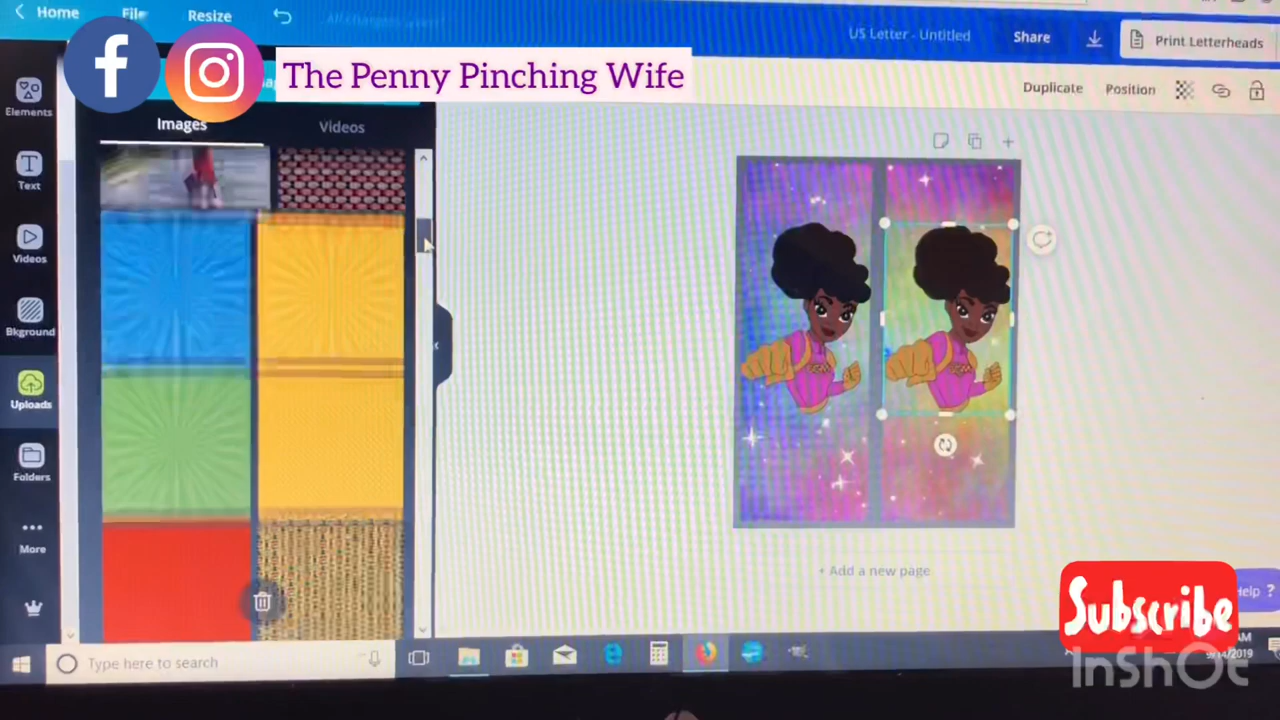 Home
File
Resize
US Letter - Untitled
Share
Print Letterheads
f
The Penny Pinching Wife
Duplicate
Position
Elements
Images
Videos
Text
Videos
Bkground
Uploads
Folders
More
+ Add a new page
Help ?
Subscribe
Type here to search
AM
InShOt